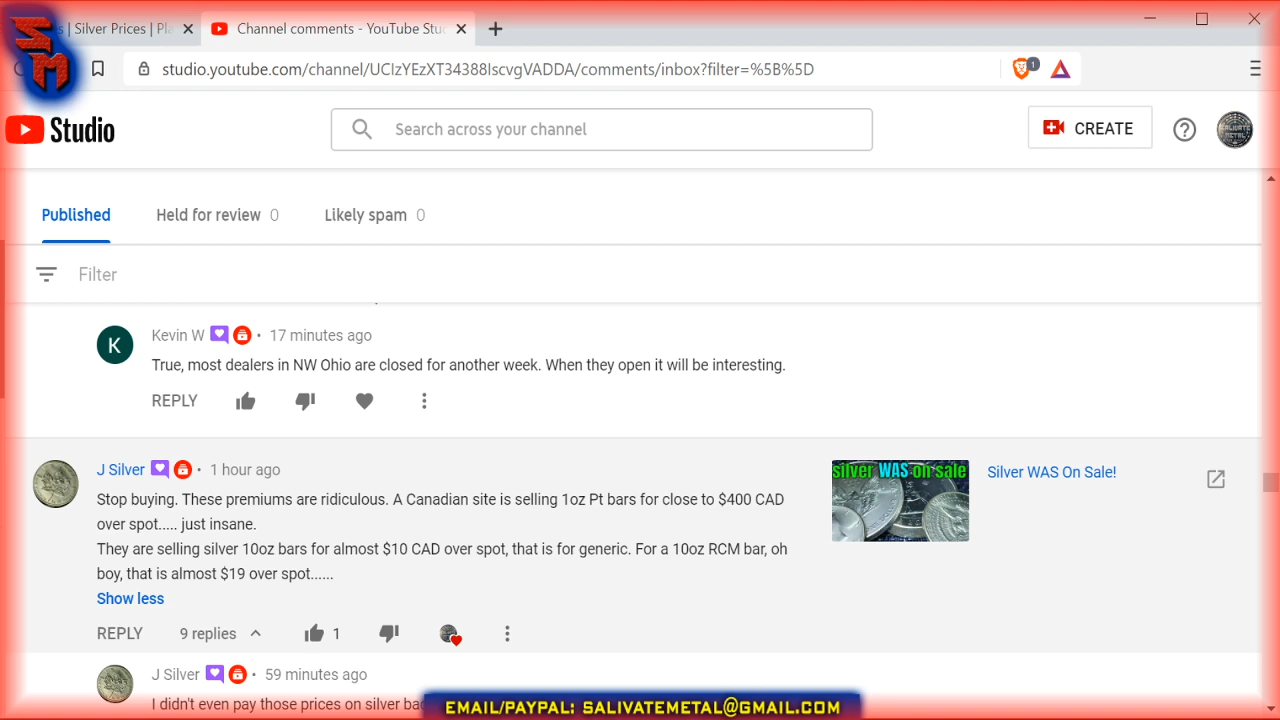 SM
s | Silver Prices | Pla
Channel comments - YouTube Stu
studio.youtube.com/channel/UCIzYEzXT34388IscvgVADDA/comments/inbox?filter=%5B%5D
1
Studio
Search across your channel
CREATE
SALIVATE METAL
Published
Held for review 0
Likely spam 0
Filter
K
Kevin W • 17 minutes ago
True, most dealers in NW Ohio are closed for another week. When they open it will be interesting.
REPLY
J Silver • 1 hour ago
silver WAS on sale
Silver WAS On Sale!
Stop buying. These premiums are ridiculous. A Canadian site is selling 1oz Pt bars for close to $400 CAD
over spot..... just insane.
They are selling silver 10oz bars for almost $10 CAD over spot, that is for generic. For a 10oz RCM bar, oh
boy, that is almost $19 over spot......
Show less
REPLY 9 replies 1
J Silver • 59 minutes ago
I didn't even pay those prices on silver bac
EMAIL/PAYPAL: SALIVATEMETAL@GMAIL.COM